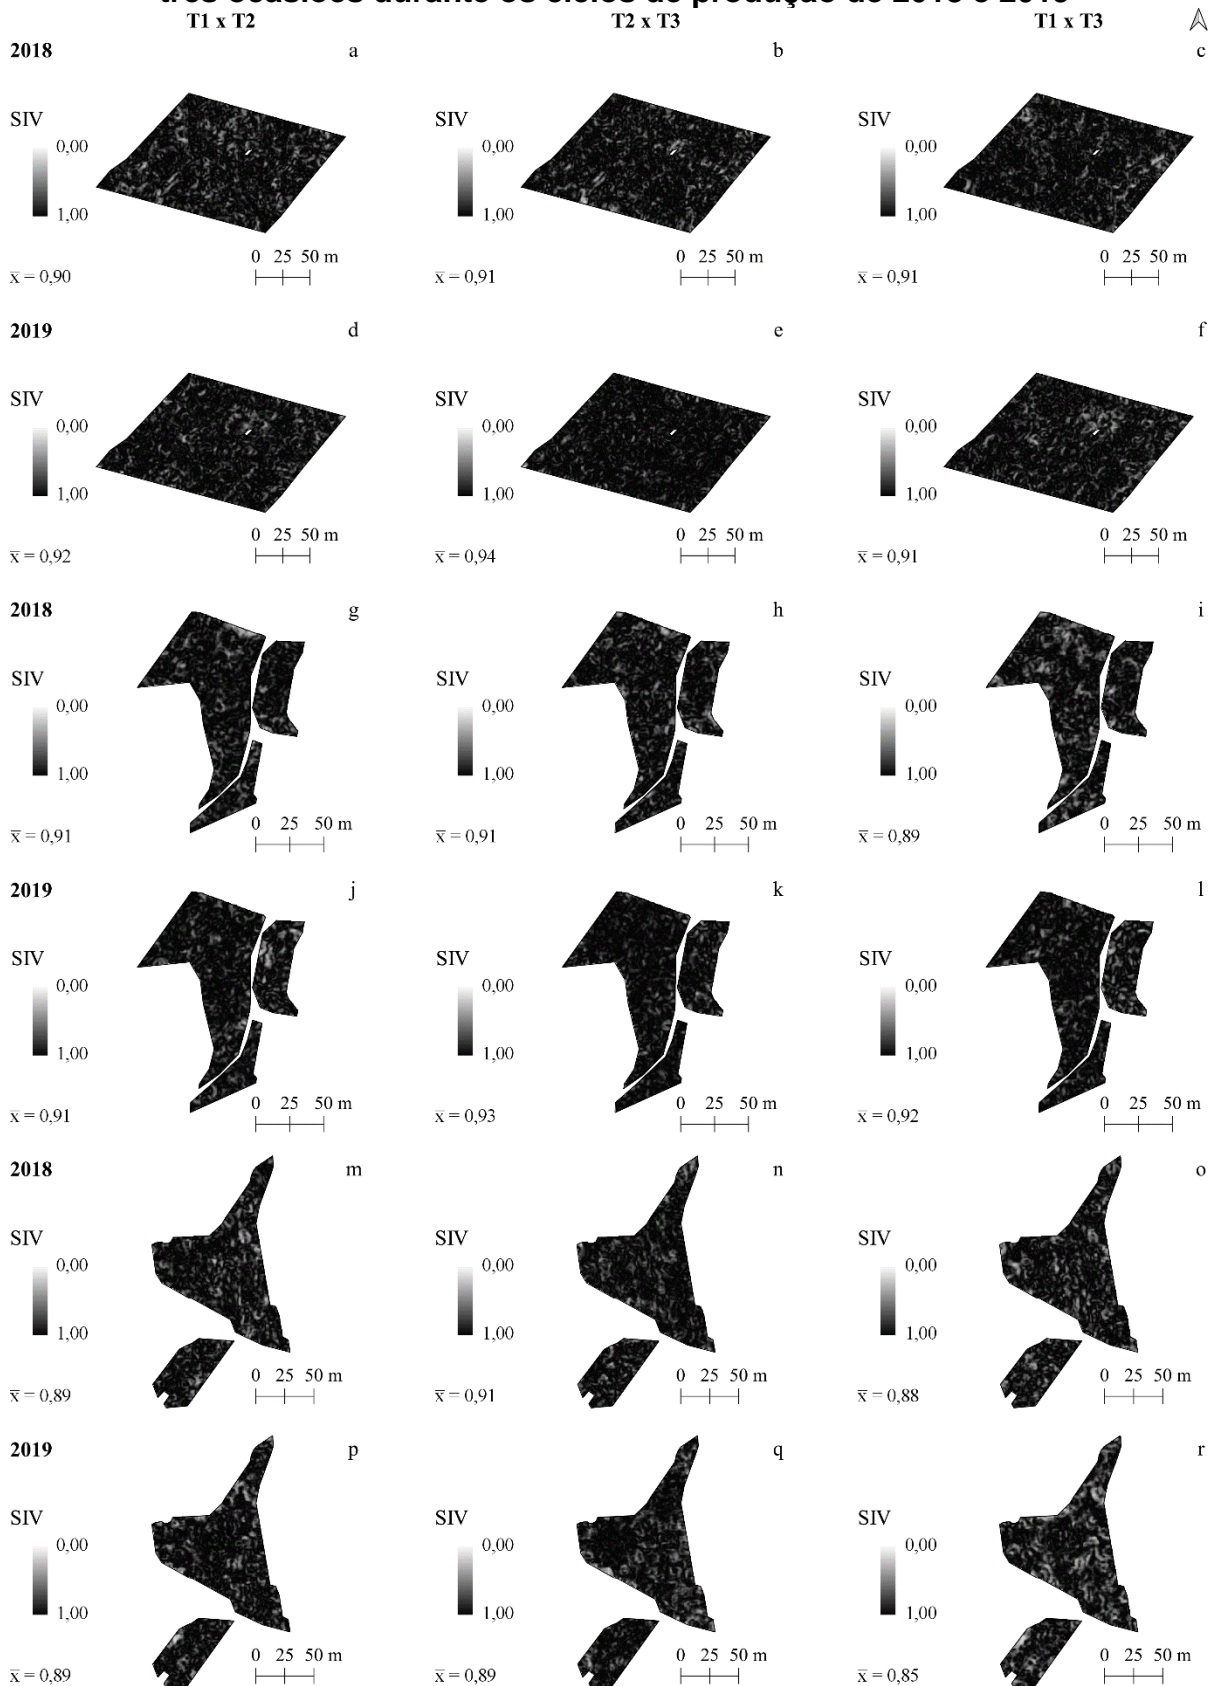 três ocasiões durante os ciclos de produção de 2018 e 2019
T1 x T2 T2 x T3 T1 x T3
2018 a b c
SIV SIV SIV
0,00 0,00 0,00
1,00 1,00 1,00
0 25 50 m 0 25 50 m 0 25 50 m
x̅ = 0,90 x̅ = 0,91 x̅ = 0,91
2019 d e f
SIV SIV SIV
0,00 0,00 0,00
1,00 1,00 1,00
0 25 50 m 0 25 50 m 0 25 50 m
x̅ = 0,92 x̅ = 0,94 x̅ = 0,91
2018 g h i
SIV SIV SIV
0,00 0,00 0,00
1,00 1,00 1,00
0 25 50 m 0 25 50 m 0 25 50 m
x̅ = 0,91 x̅ = 0,91 x̅ = 0,89
2019 j k l
SIV SIV SIV
0,00 0,00 0,00
1,00 1,00 1,00
0 25 50 m 0 25 50 m 0 25 50 m
x̅ = 0,91 x̅ = 0,93 x̅ = 0,92
2018 m n o
SIV SIV SIV
0,00 0,00 0,00
1,00 1,00 1,00
0 25 50 m 0 25 50 m 0 25 50 m
x̅ = 0,89 x̅ = 0,91 x̅ = 0,88
2019 p q r
SIV SIV SIV
0,00 0,00 0,00
1,00 1,00 1,00
0 25 50 m 0 25 50 m 0 25 50 m
x̅ = 0,89 x̅ = 0,89 x̅ = 0,85